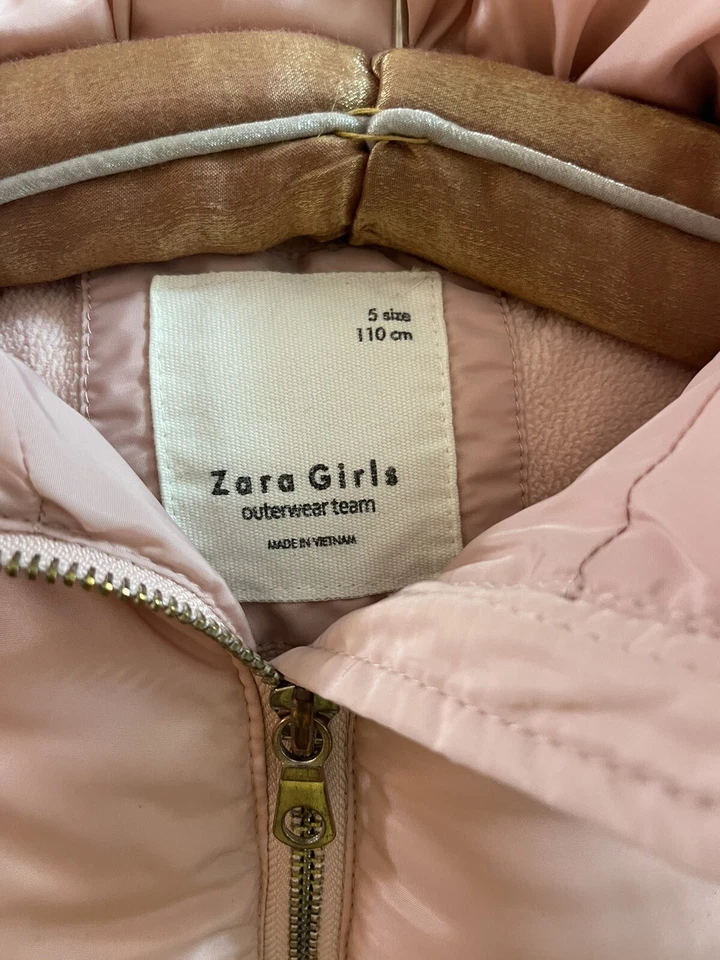 5 size
110 cm
Zara Girls
outerwear team
MADE IN VIETNAM